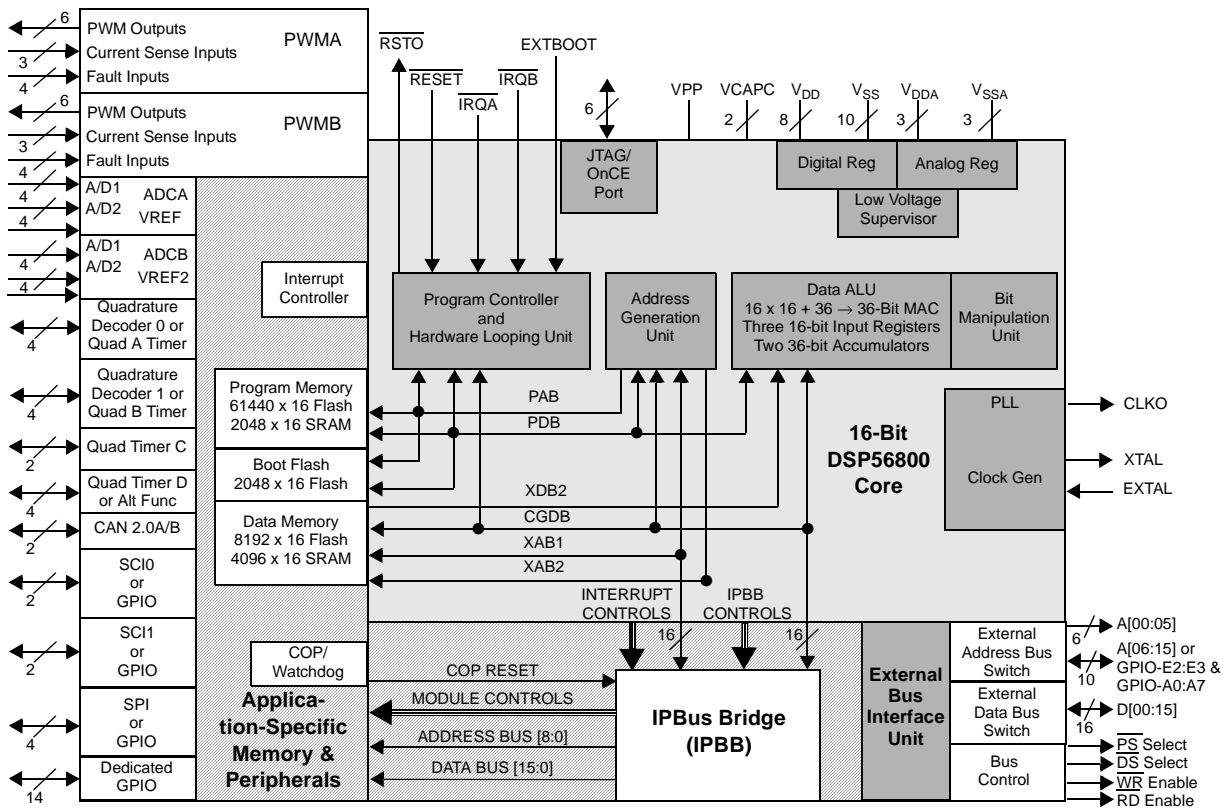 6
PWM Outputs
PWMA
Current Sense Inputs
3
Fault Inputs
4
6
PWM Outputs
PWMB
Current Sense Inputs
3
Fault Inputs
4
A/D1
ADCA
4
A/D2
VREF
4
A/D1
ADCB
4
A/D2
VREF2
4
Quadrature
Decoder 0 or
Quad A Timer
4
Quadrature
Decoder 1 or
Quad B Timer
4
Quad Timer C
2
Quad Timer D
or Alt Func
4
CAN 2.0A/B
2
SCI0
or
GPIO
2
SCI1
or
GPIO
2
SPI
or
GPIO
4
Dedicated
GPIO
14
RSTO
EXTBOOT
RESET
IRQB
IRQA
6
VPP
VCAPC
VDD
VSS
VDDA
VSSA
2
8
10
3
3
JTAG/
OnCE
Port
Digital Reg
Analog Reg
Low Voltage
Supervisor
Interrupt
Controller
Program Controller
and
Hardware Looping Unit
Address
Generation
Unit
Data ALU
16 x 16 + 36 → 36-Bit MAC
Three 16-bit Input Registers
Two 36-bit Accumulators
Bit
Manipulation
Unit
Program Memory
61440 x 16 Flash
2048 x 16 SRAM
Boot Flash
2048 x 16 Flash
Data Memory
8192 x 16 Flash
4096 x 16 SRAM
PAB
PDB
XDB2
CGDB
XAB1
XAB2
16-Bit
DSP56800
Core
PLL
Clock Gen
CLKO
XTAL
EXTAL
INTERRUPT
CONTROLS
IPBB
CONTROLS
16
16
COP/
Watchdog
Applica-
tion-Specific
Memory &
Peripherals
COP RESET
MODULE CONTROLS
ADDRESS BUS [8:0]
DATA BUS [15:0]
IPBus Bridge
(IPBB)
External
Bus
Interface
Unit
External
Address Bus
Switch
External
Data Bus
Switch
Bus
Control
A[00:05]
6
A[06:15] or
GPIO-E2:E3 &
GPIO-A0:A7
10
D[00:15]
16
PS Select
DS Select
WR Enable
RD Enable